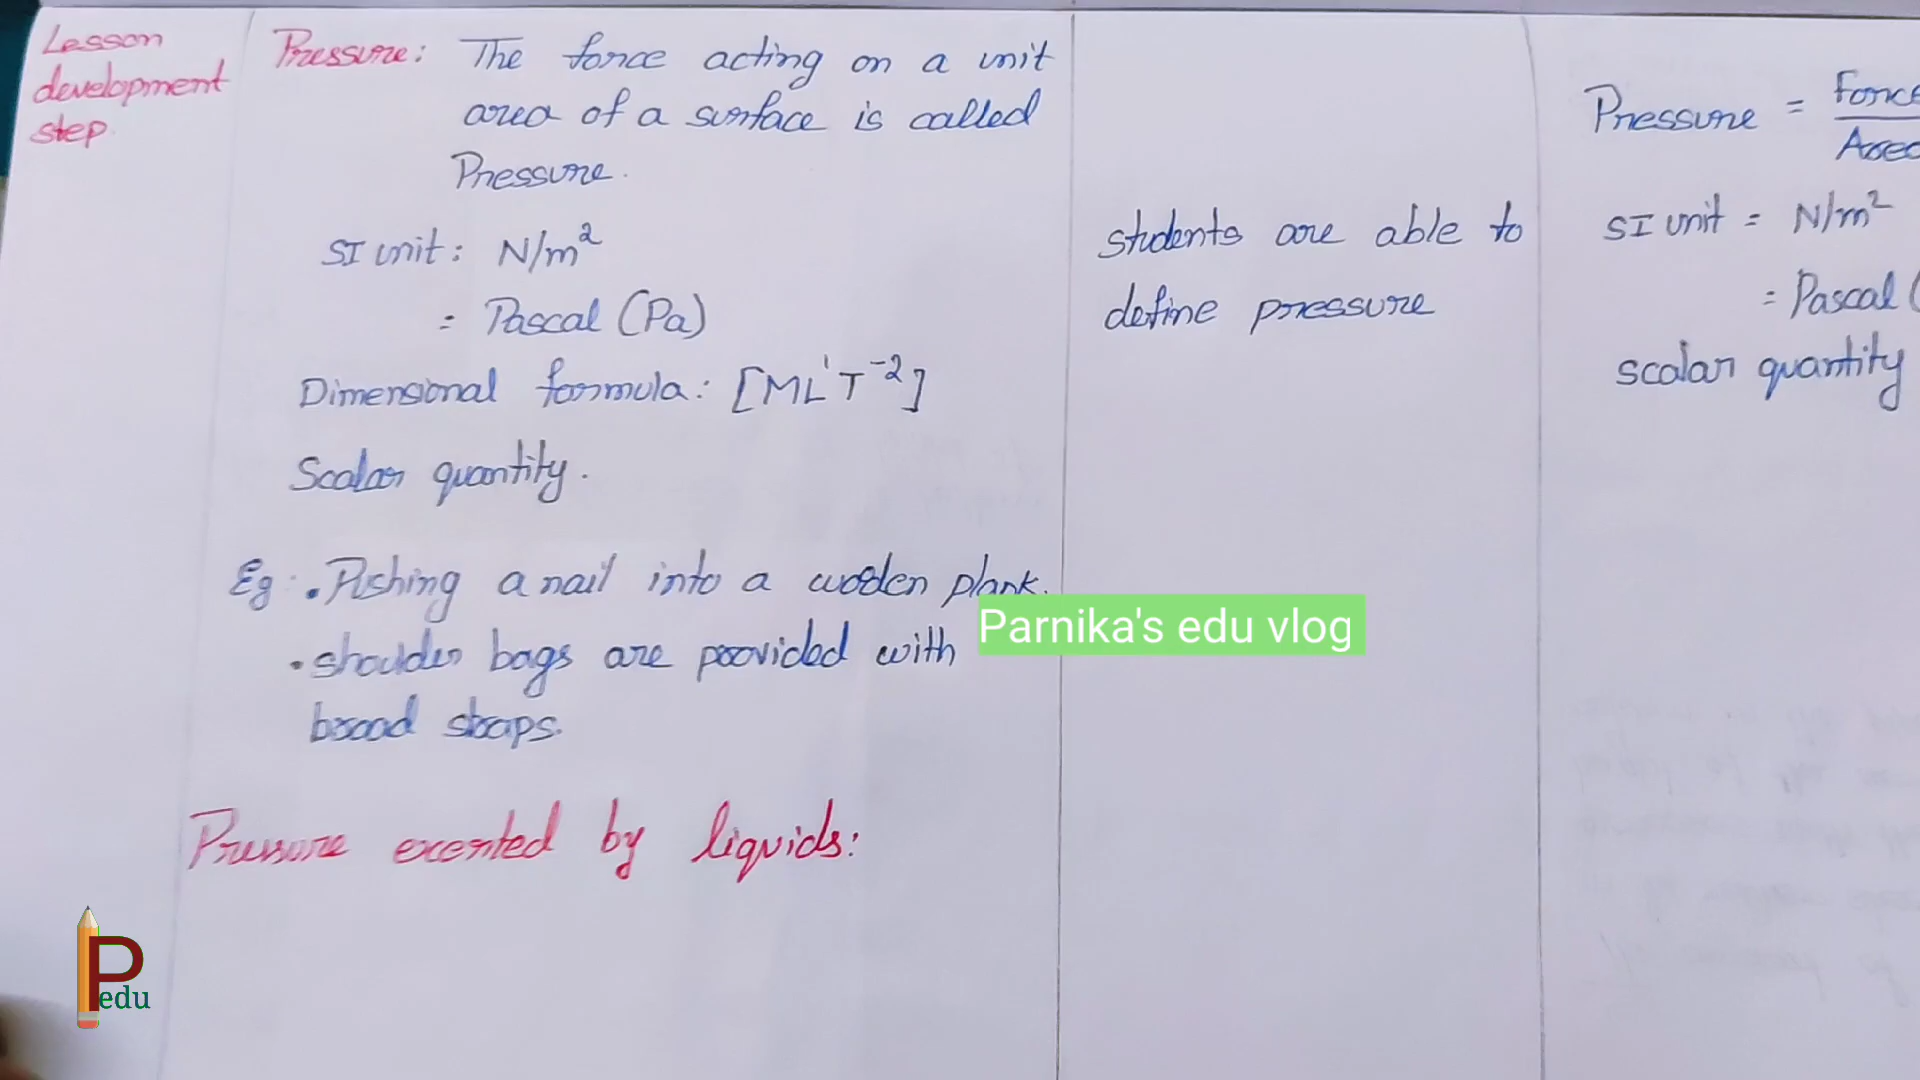 Lesson
development
step
Pressure: The force acting on a unit
area of a surface is called
Pressure.
SI unit: N/m²
= Pascal (Pa)
Dimensional formula: [ML¹T⁻²]
Scalar quantity.
Eg: • Pushing a nail into a wooden plank.
• shoulder bags are provided with
broad straps.
Pressure exerted by liquids:
students are able to
define pressure
Pressure = Force
Area
SI unit = N/m²
= Pascal (
scalar quantity
Parnika's edu vlog
P
edu